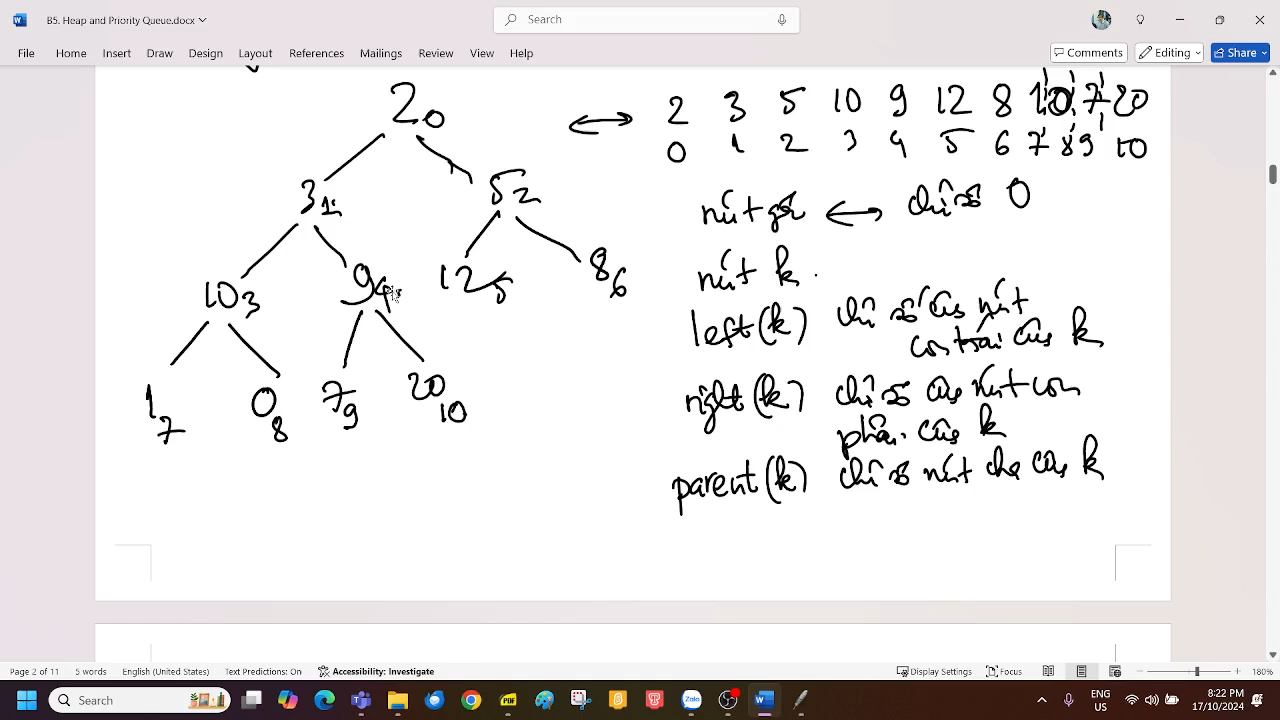 B5. Heap and Priority Queue.docx
Search
File Home Insert Draw Design Layout References Mailings Review View Help
Comments Editing Share
2 0
3 1 5 2
10 3 9 4 12 5 8 6
1 7 0 8 7 9 20 10
2 3 5 10 9 12 8 1 0 7 20
0 1 2 3 4 5 6 7 8 9 10
nút gốc ↔ chỉ số 0
nút k
left(k) chỉ số của nút
con trái của k
right(k) chỉ số của nút con
phải của k
parent(k) chỉ số nút cha của k
Page 2 of 11 5 words English (United States) Text Predictions: On Accessibility: Investigate Display Settings Focus 180%
Search
PDF
Zalo
ENG
US
8:22 PM
17/10/2024